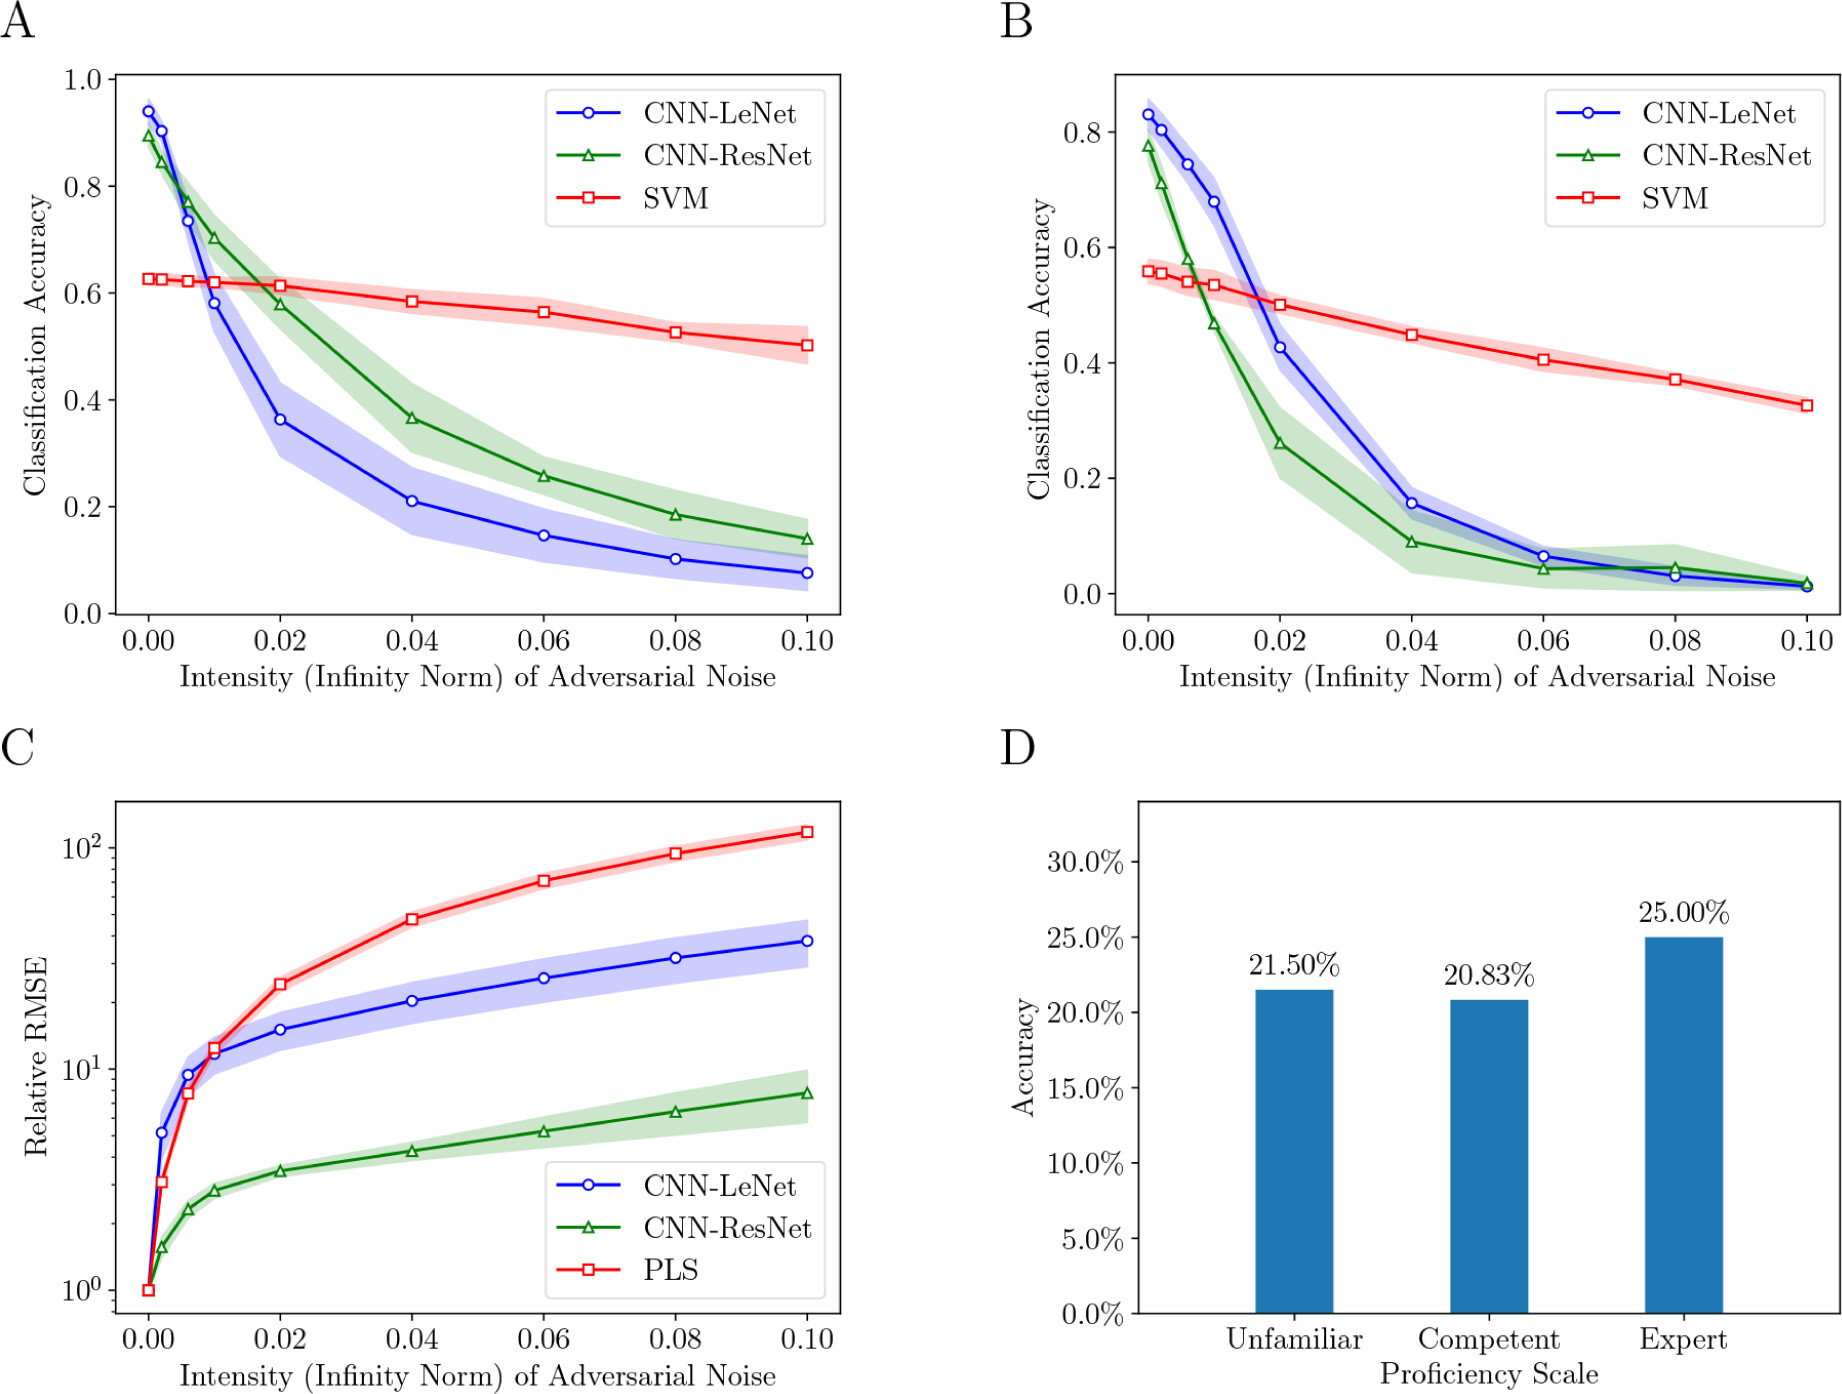 A
Classification Accuracy
1.0
0.8
0.6
0.4
0.2
0.0
CNN-LeNet
CNN-ResNet
SVM
0.00 0.02 0.04 0.06 0.08 0.10
Intensity (Infinity Norm) of Adversarial Noise
B
Classification Accuracy
0.8
0.6
0.4
0.2
0.0
CNN-LeNet
CNN-ResNet
SVM
0.00 0.02 0.04 0.06 0.08 0.10
Intensity (Infinity Norm) of Adversarial Noise
C
Relative RMSE
10²
10¹
10⁰
CNN-LeNet
CNN-ResNet
PLS
0.00 0.02 0.04 0.06 0.08 0.10
Intensity (Infinity Norm) of Adversarial Noise
D
Accuracy
30.0%
25.0%
20.0%
15.0%
10.0%
5.0%
0.0%
21.50% 20.83% 25.00%
Unfamiliar Competent Expert
Proficiency Scale